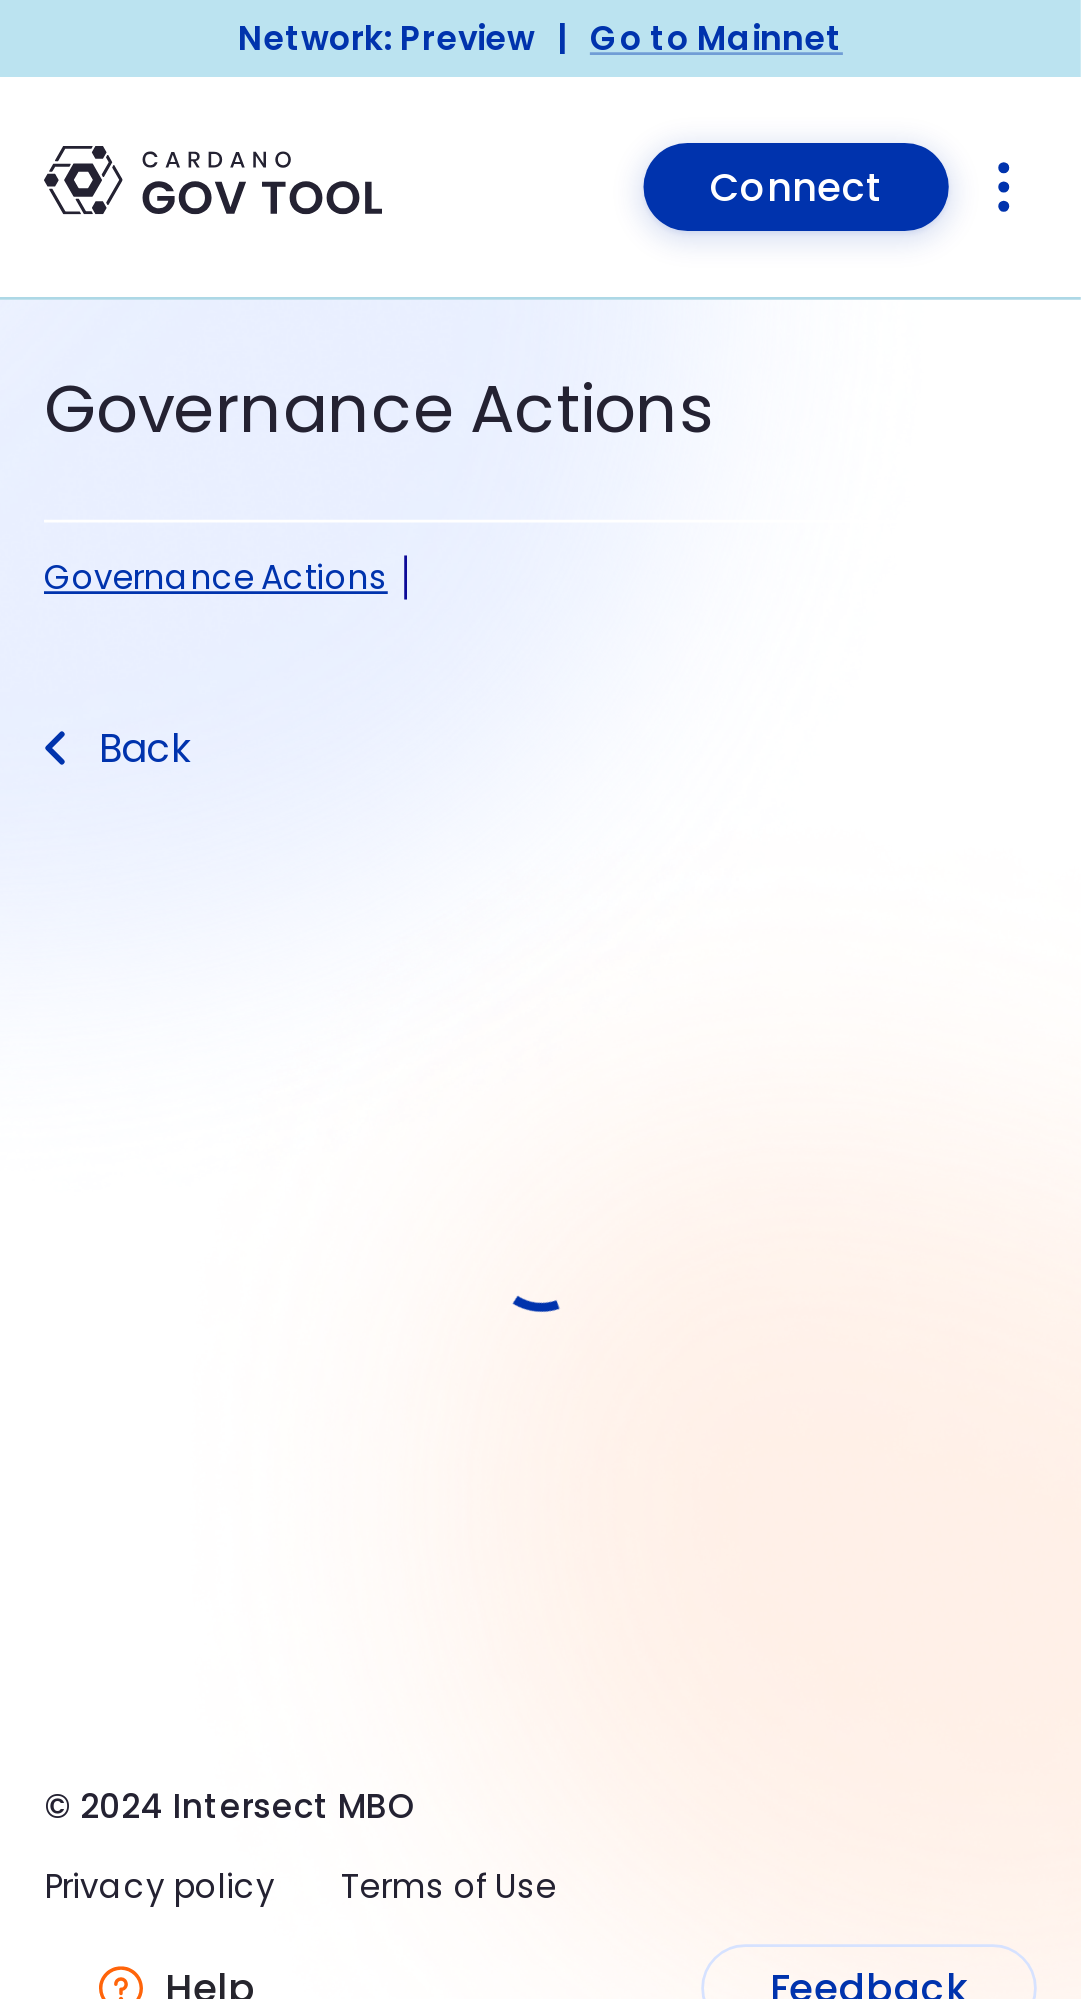 Network: Preview | Go to Mainnet
CARDANO
GOV TOOL
Connect
Governance Actions
Governance Actions |
Back
© 2024 Intersect MBO
Privacy policy Terms of Use
Help Feedback